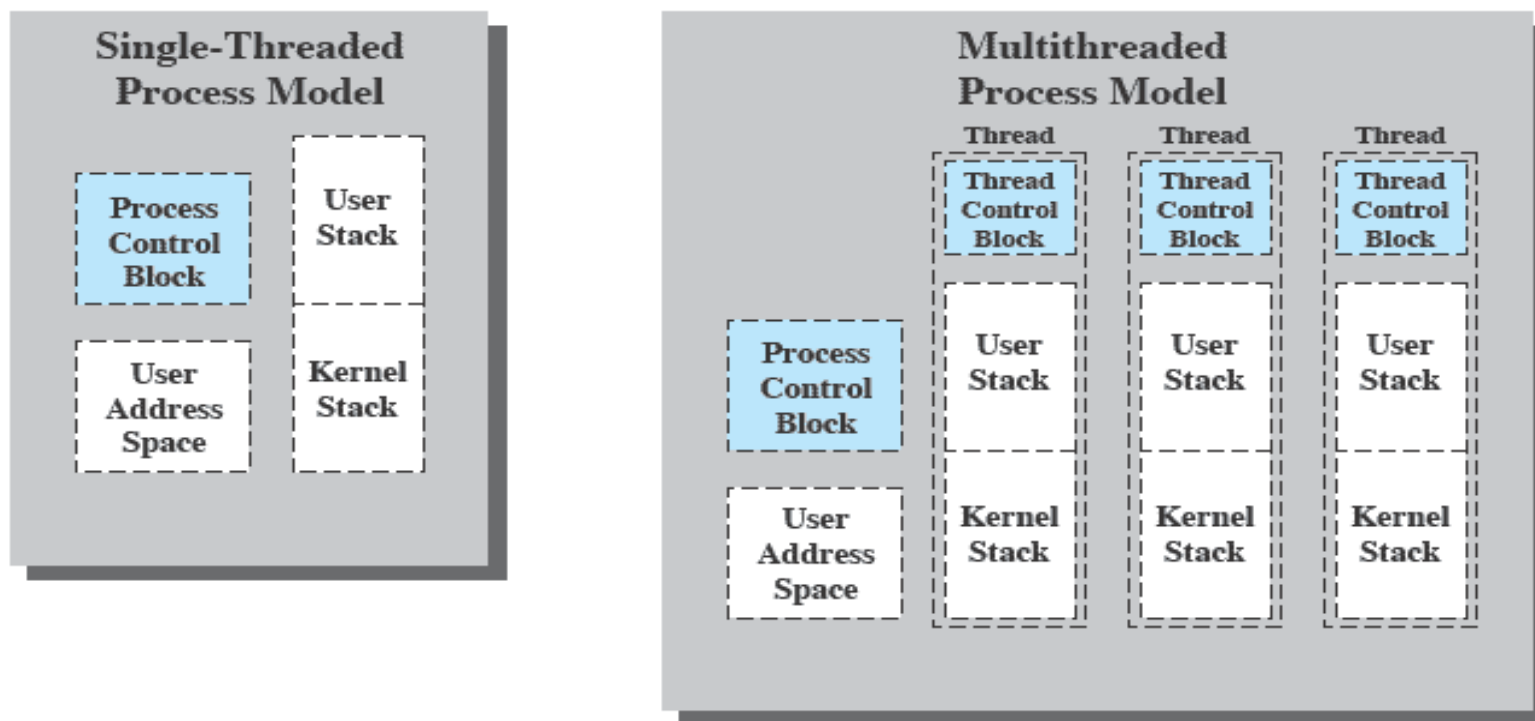 Single-Threaded
Process Model
Process
Control
Block
User
Address
Space
User
Stack
Kernel
Stack
Multithreaded
Process Model
Process
Control
Block
User
Address
Space
Thread
Thread
Control
Block
User
Stack
Kernel
Stack
Thread
Thread
Control
Block
User
Stack
Kernel
Stack
Thread
Thread
Control
Block
User
Stack
Kernel
Stack